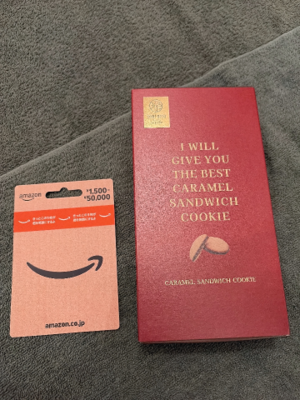 amazon
¥1,500~
¥50,000
amazon.co.jp
I WILL
GIVE YOU
THE BEST
CARAMEL
SANDWICH
COOKIE
CARAMEL SANDWICH COOKIE